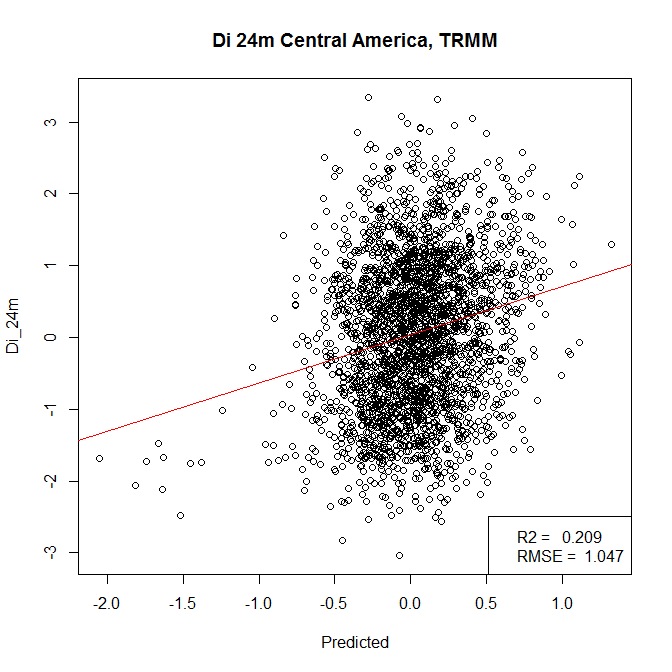 Di 24m Central America, TRMM
Di_24m
3
2
1
0
-1
-2
-3
R2 = 0.209
RMSE = 1.047
-2.0 -1.5 -1.0 -0.5 0.0 0.5 1.0
Predicted